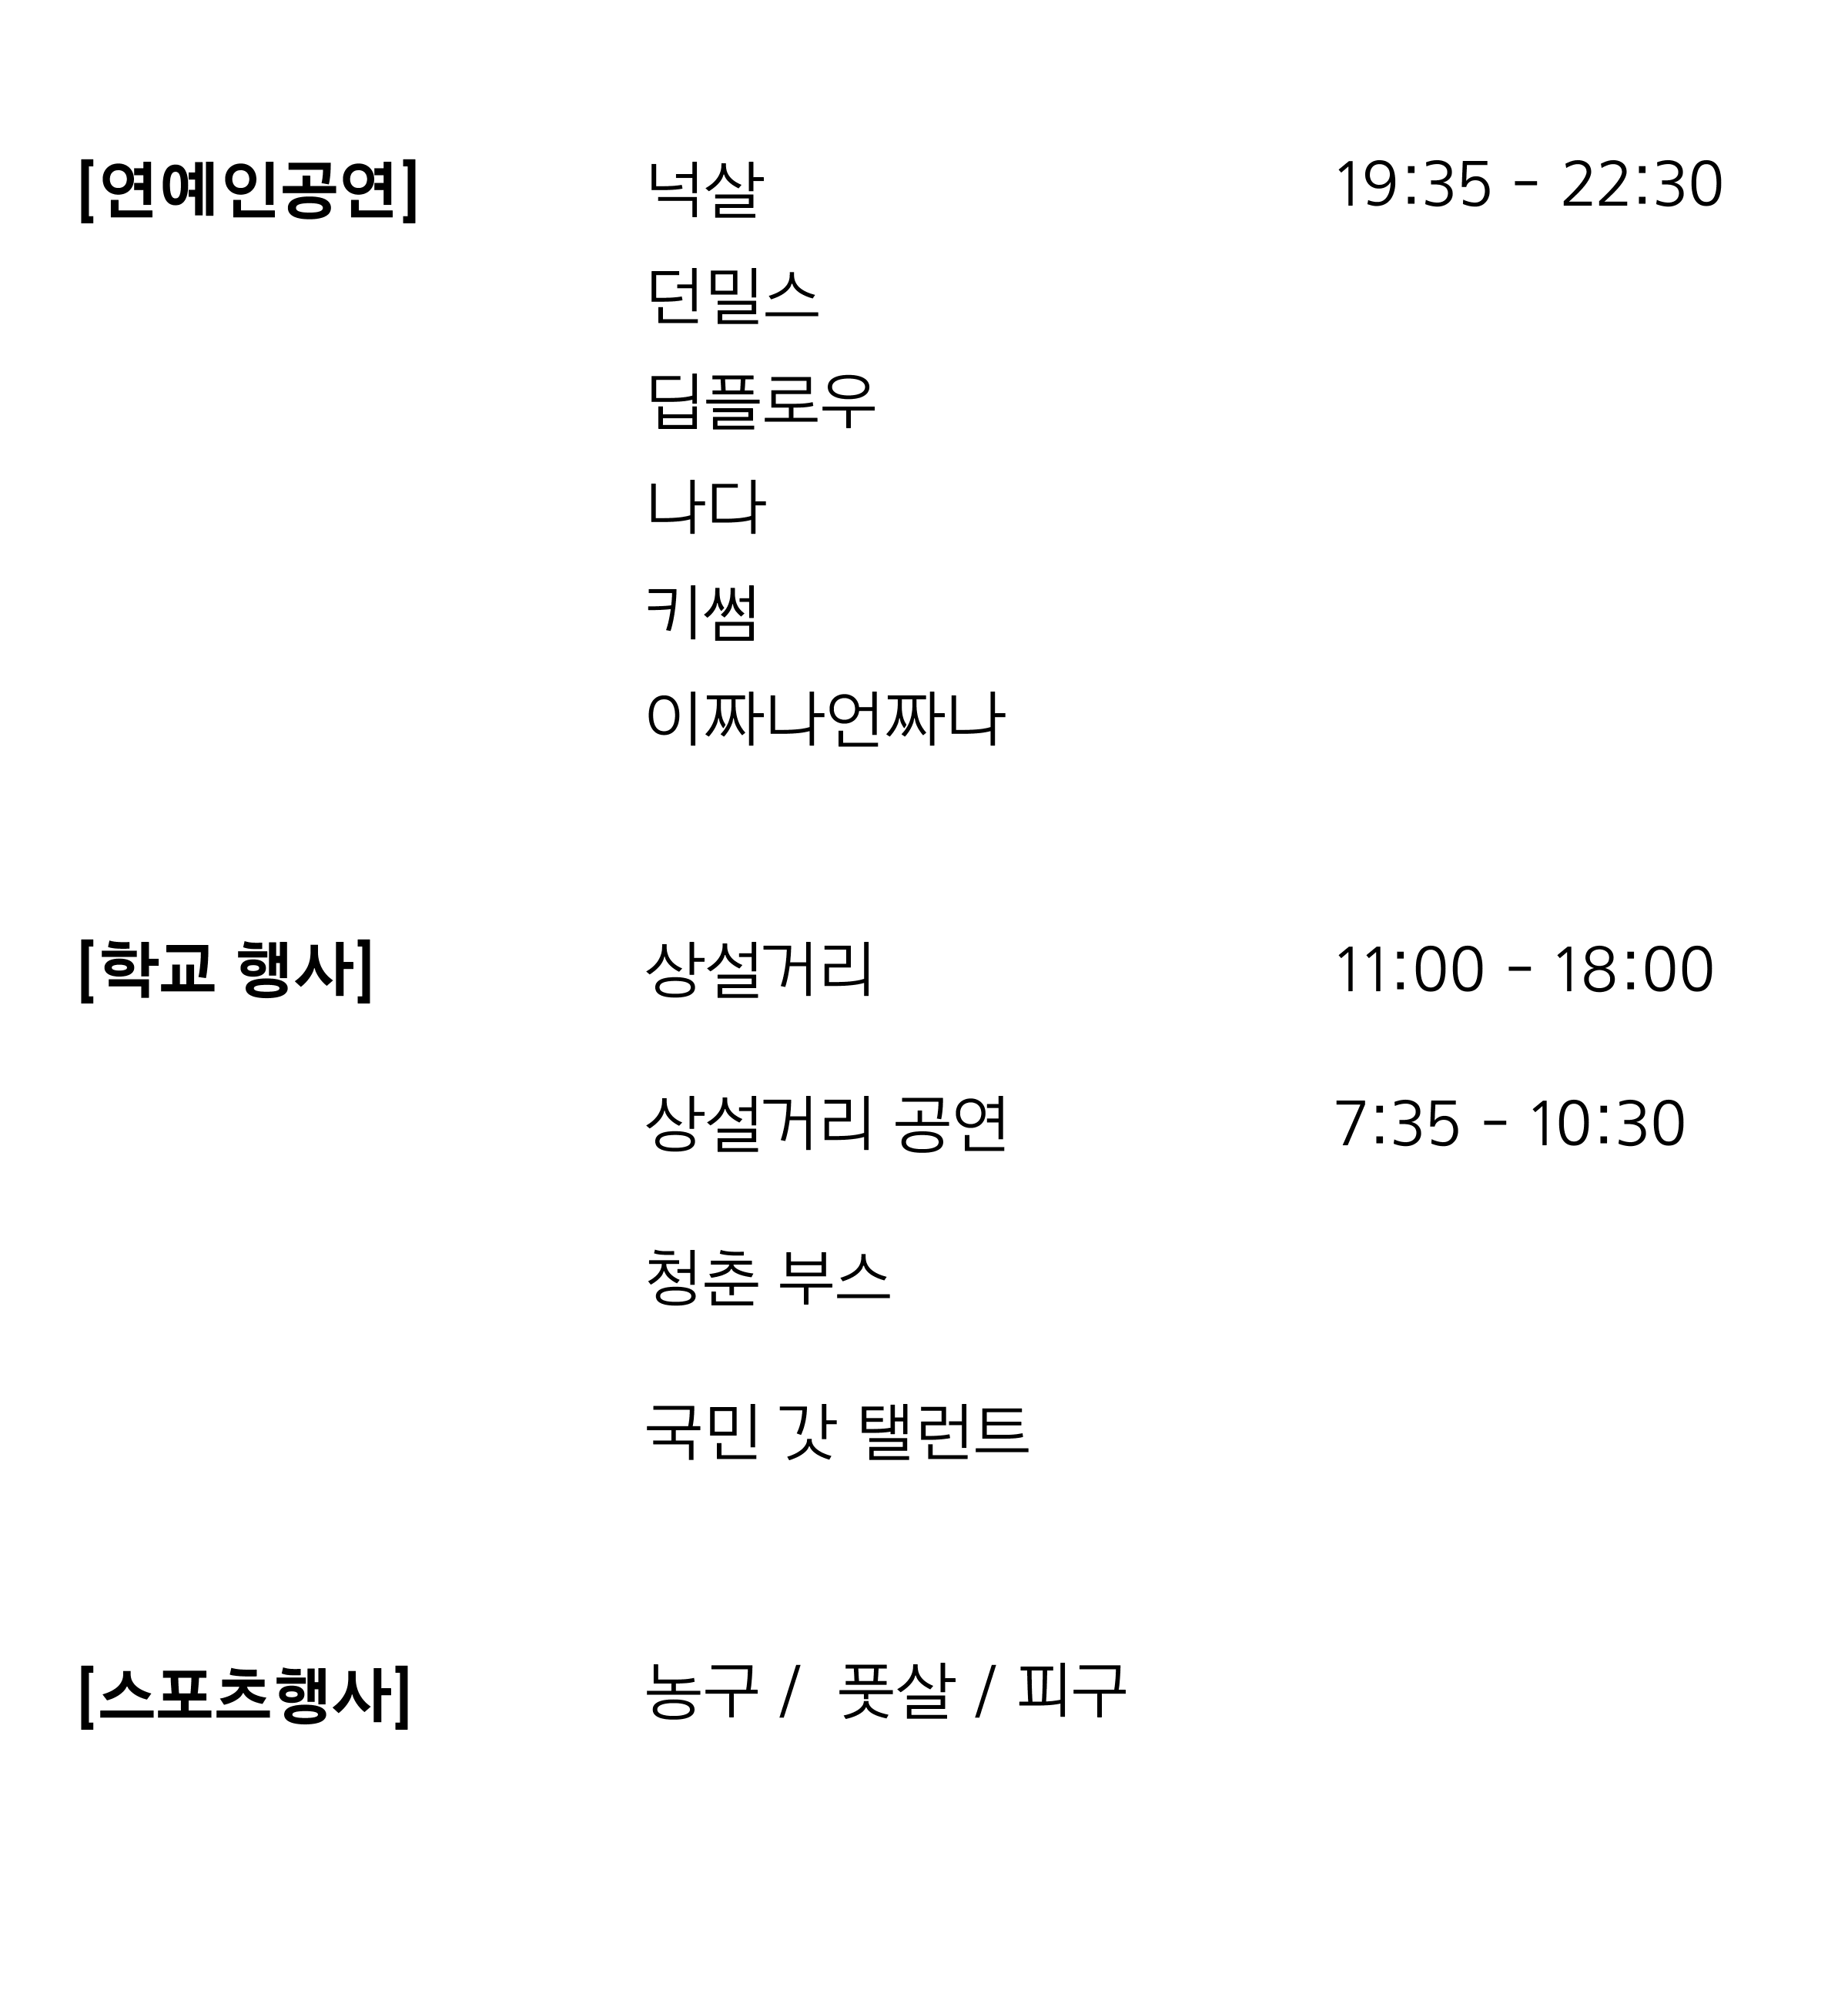 [연예인공연] 넉살 19:35 - 22:30
던밀스
딥플로우
나다
키썸
이짜나언짜나
[학교 행사] 상설거리 11:00 - 18:00
상설거리 공연 7:35 - 10:30
청춘 부스
국민 갓 탤런트
[스포츠행사] 농구 / 풋살 / 피구